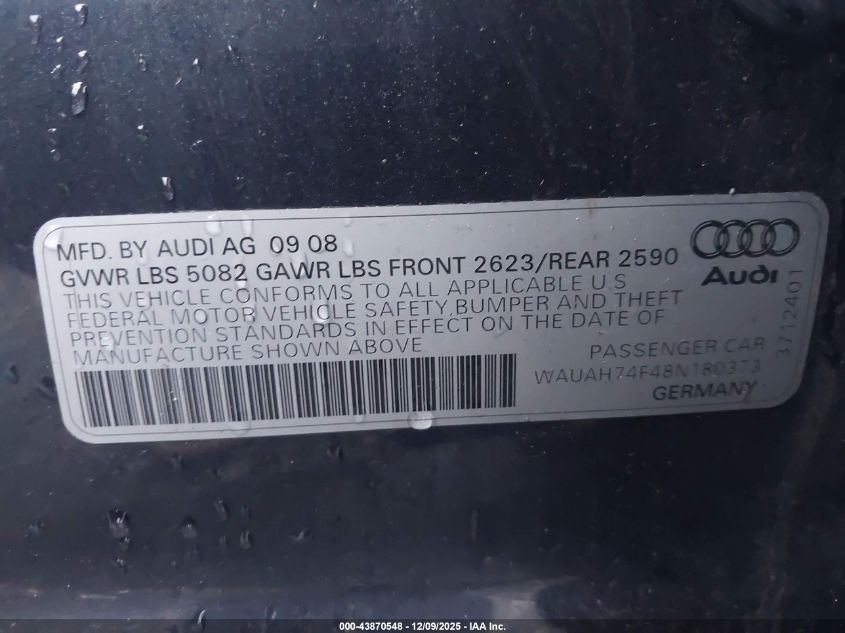 MFD. BY AUDI AG 09 08
GVWR LBS 5082 GAWR LBS FRONT 2623/REAR 2590
THIS VEHICLE CONFORMS TO ALL APPLICABLE U.S
FEDERAL MOTOR VEHICLE SAFETY,BUMPER AND THEFT
PREVENTION STANDARDS IN EFFECT ON THE DATE OF
MANUFACTURE SHOWN ABOVE
Audi
3712401
PASSENGER CAR
WAUAH74F48N180373
GERMANY
000-43870548 - 12/09/2025 - IAA Inc.